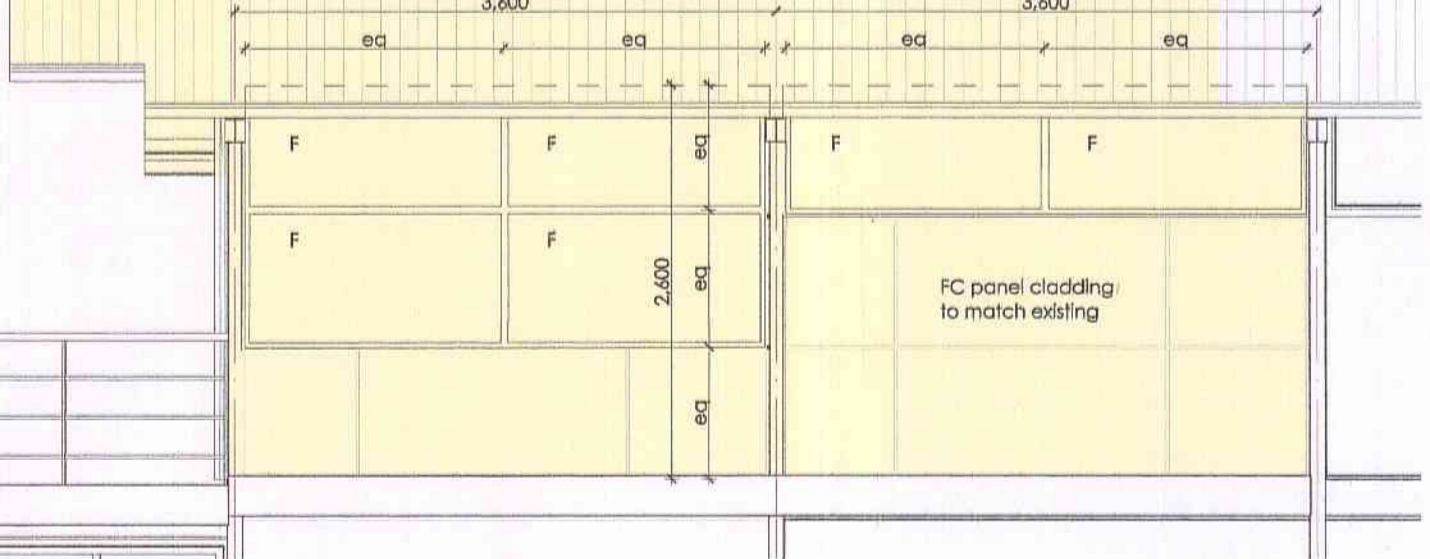 3,600
3,600
eq
eq
eq
eq
F
F
eq
F
F
F
F
2,600
eq
FC panel cladding
to match existing
eq